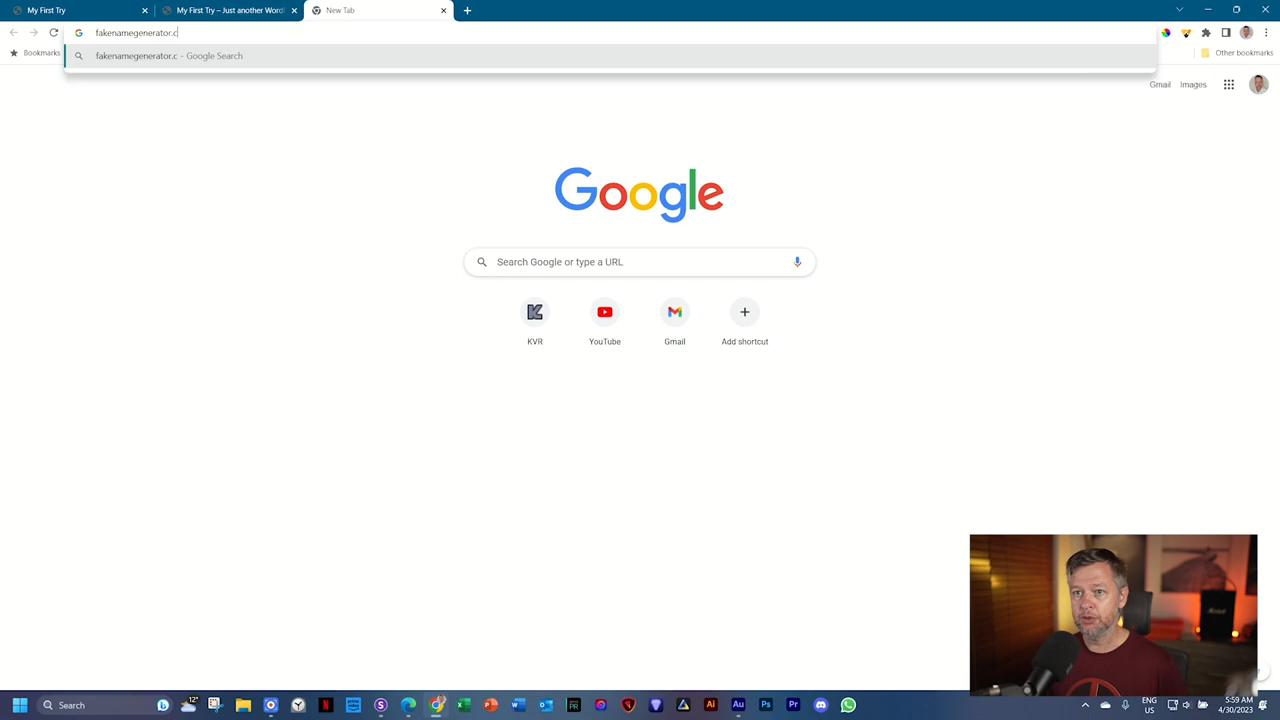 My First Try
My First Try – Just another Word
New Tab
fakenamegenerator.c
Bookmarks
fakenamegenerator.c - Google Search
Other bookmarks
Gmail
Images
Google
Search Google or type a URL
KVR
YouTube
Gmail
Add shortcut
Marshall
12°
Search
ENG
US
5:59 AM
4/30/2023